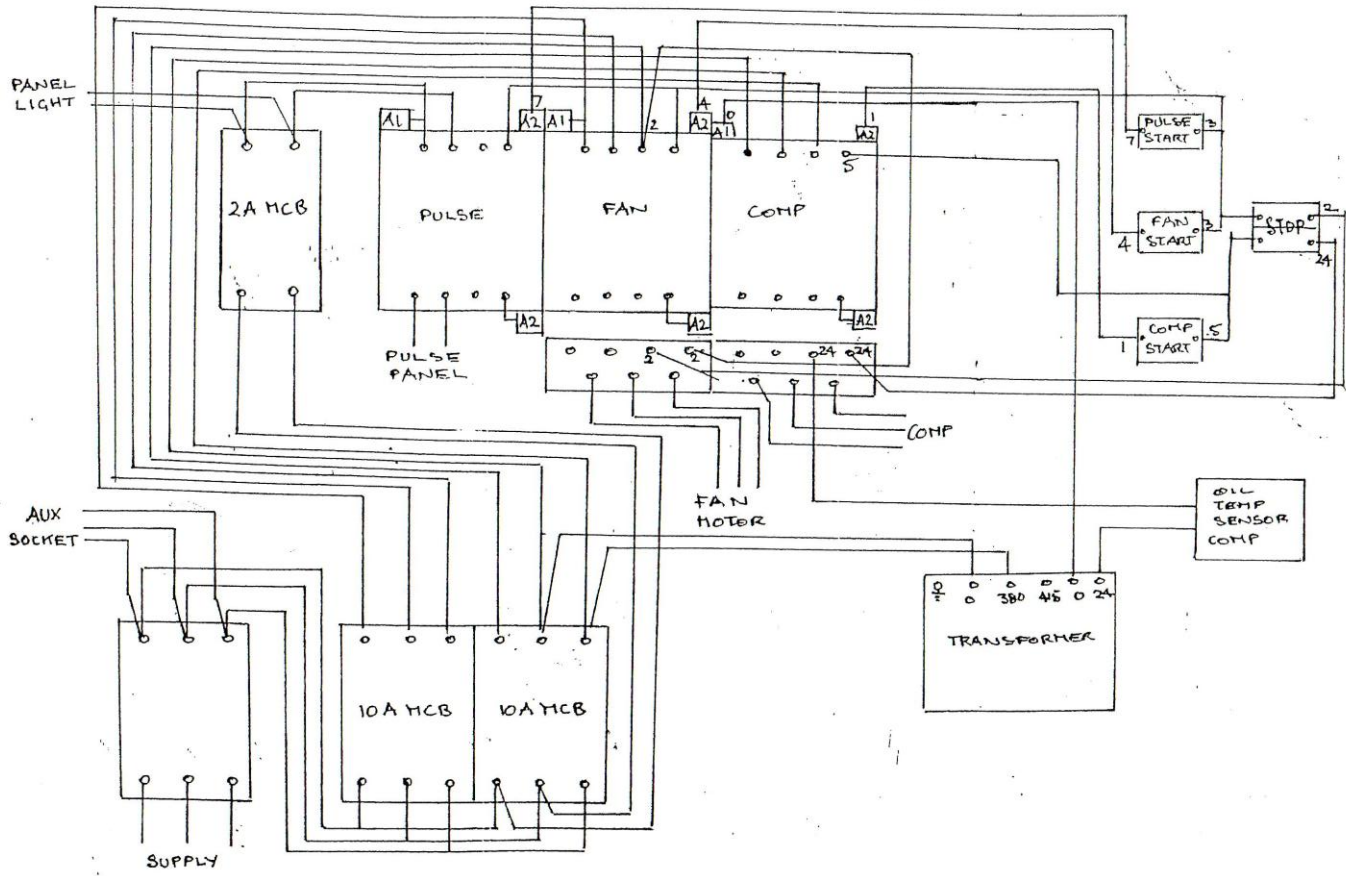 PANEL
LIGHT
2A MCB
A1
7
A2
A1
2
4
A2
0
A1
1
A2
5
PULSE
FAN
COMP
PULSE
START
7
3
FAN
START
4
3
STOP
2
24
COMP
START
1
5
A2
A2
A2
PULSE
PANEL
2
2
24
24
COMP
FAN
MOTOR
OIL
TEMP
SENSOR
COMP
AUX
SOCKET
0 380 415 0 24
TRANSFORMER
10A MCB
10A MCB
SUPPLY